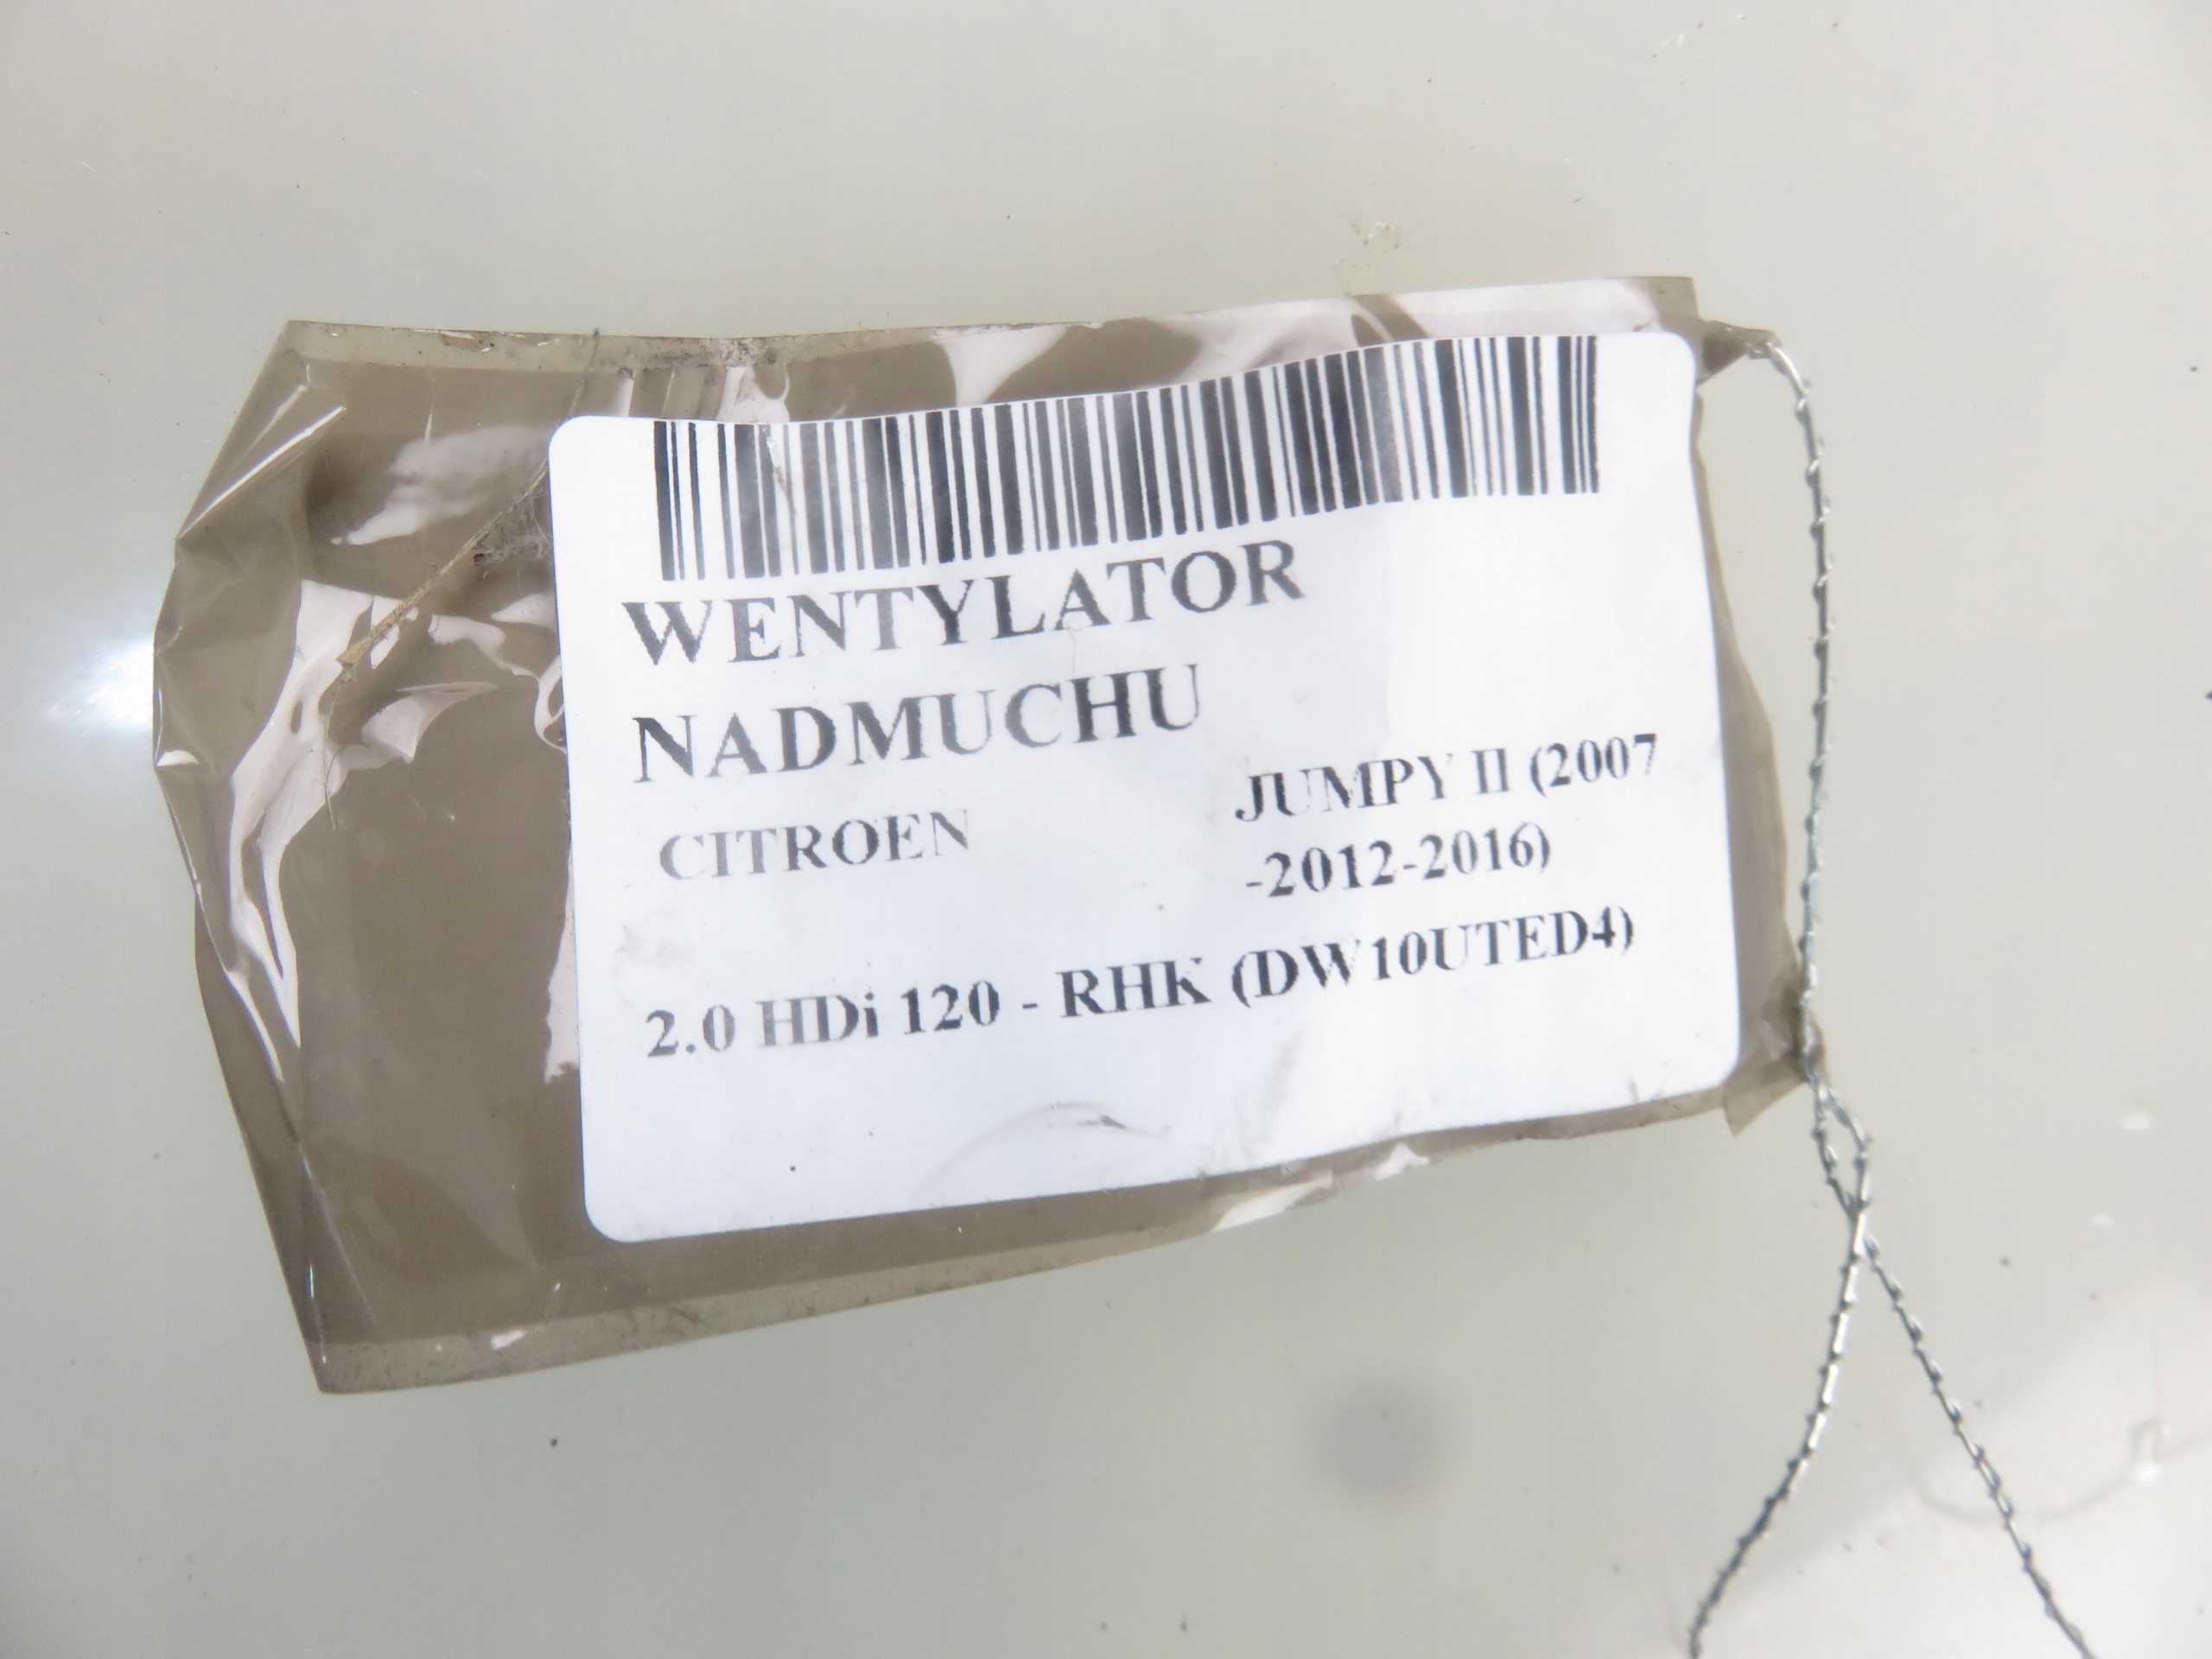 WENTYLATOR
NADMUCHU
CITROEN
JUMPY II (2007
-2012-2016)
2.0 HDi 120 - RHK (DW10UTED4)